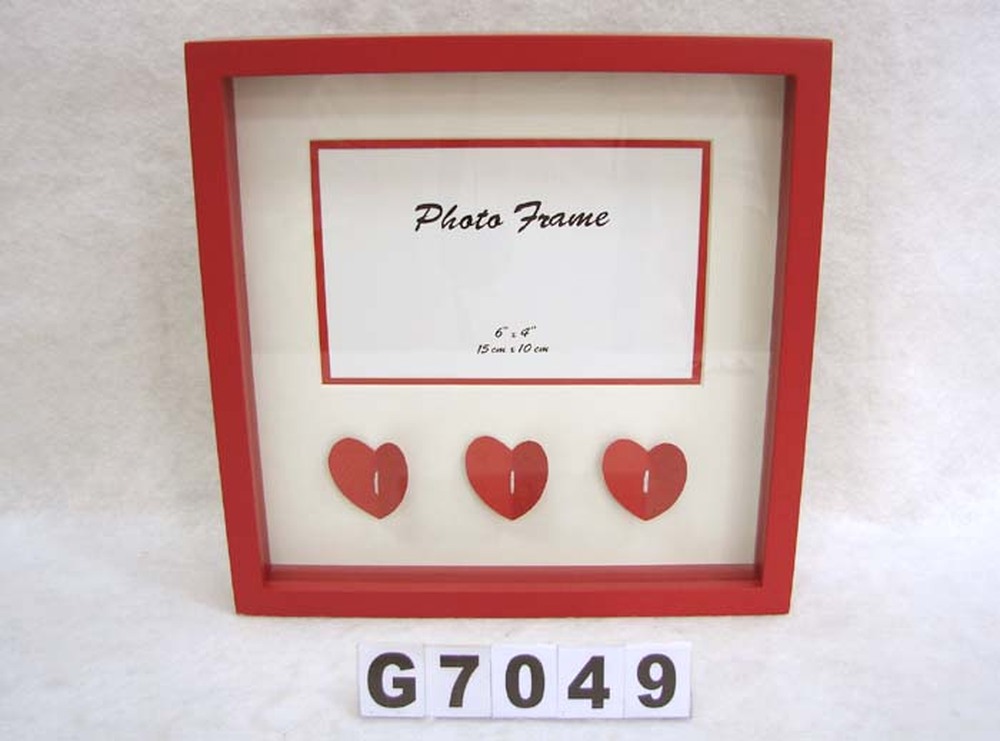 Photo Frame
6" x 4"
15 cm x 10 cm
G7049